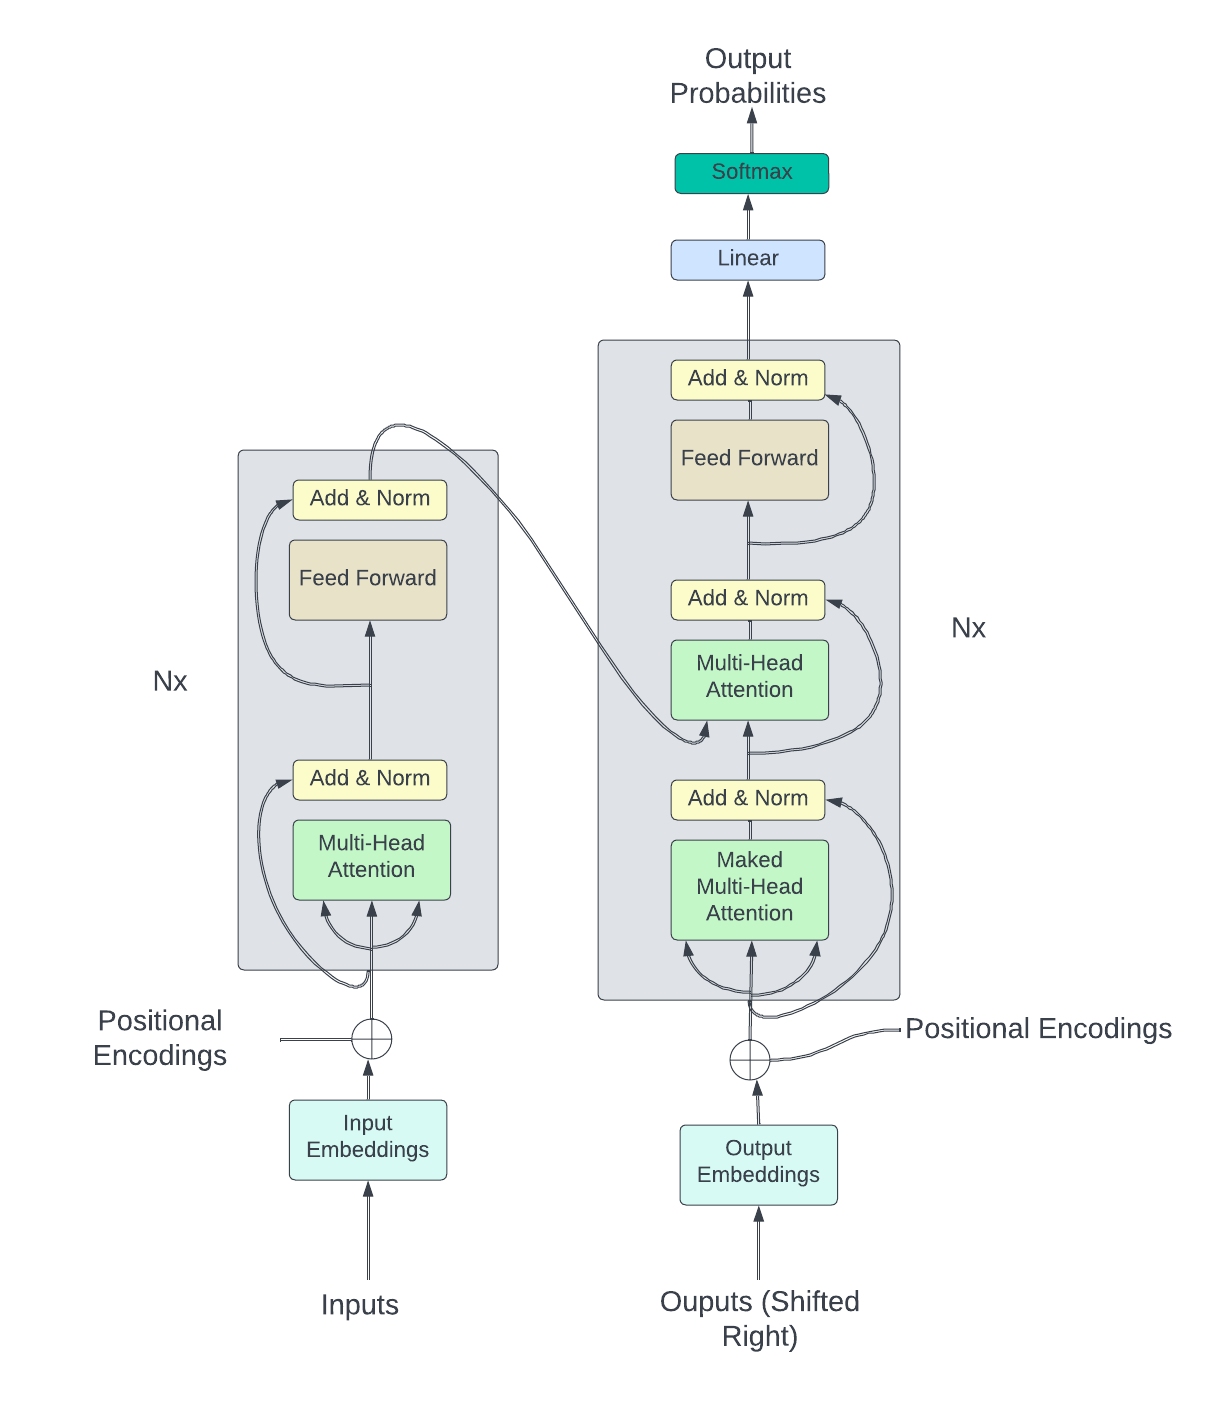 Output
Probabilities
Softmax
Linear
Add & Norm
Feed Forward
Add & Norm
Multi-Head
Attention
Add & Norm
Maked
Multi-Head
Attention
Nx
Positional Encodings
Output
Embeddings
Ouputs (Shifted
Right)
Add & Norm
Feed Forward
Nx
Add & Norm
Multi-Head
Attention
Positional
Encodings
Input
Embeddings
Inputs